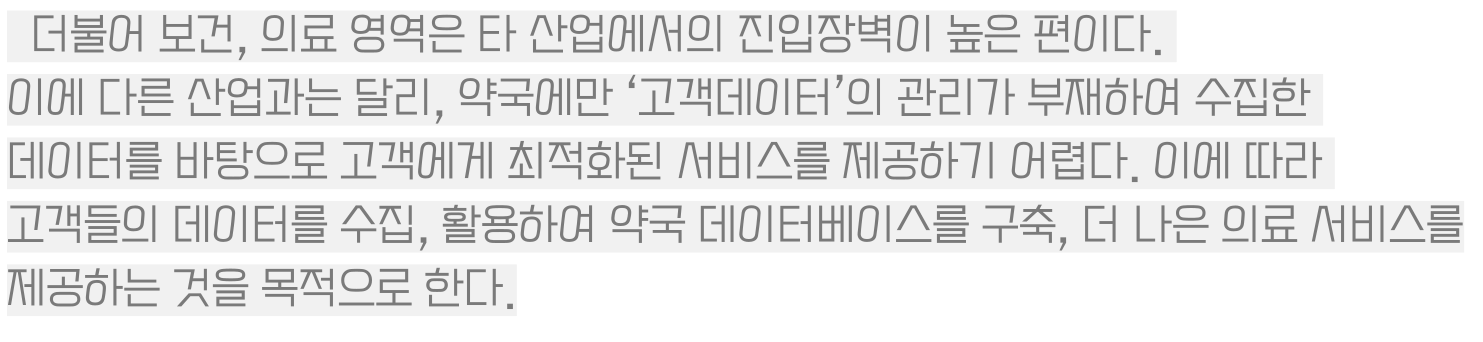 더불어 보건, 의료 영역은 타 산업에서의 진입장벽이 높은 편이다.
이에 다른 산업과는 달리, 약국에만 ‘고객데이터’의 관리가 부재하여 수집한
데이터를 바탕으로 고객에게 최적화된 서비스를 제공하기 어렵다. 이에 따라
고객들의 데이터를 수집, 활용하여 약국 데이터베이스를 구축, 더 나은 의료 서비스를
제공하는 것을 목적으로 한다.